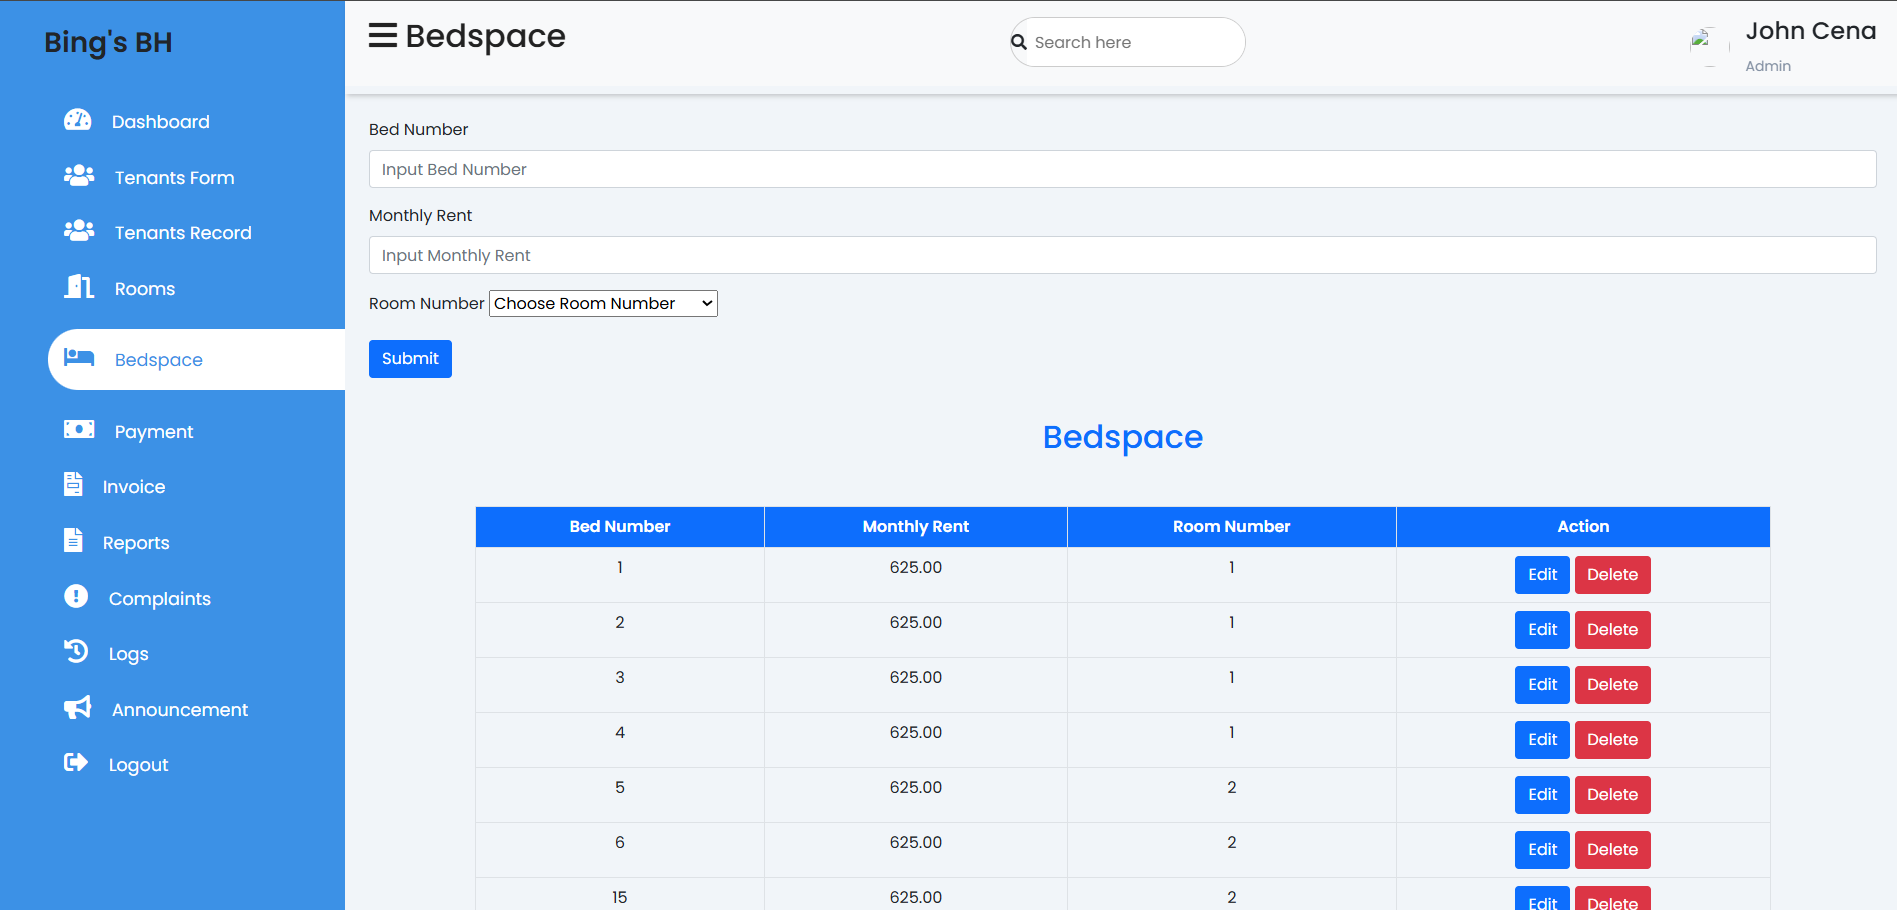 Bing's BH
Dashboard
Tenants Form
Tenants Record
Rooms
Bedspace
Payment
Invoice
Reports
Complaints
Logs
Announcement
Logout
Bedspace
Search here
John Cena
Admin
Bed Number
Input Bed Number
Monthly Rent
Input Monthly Rent
Room Number Choose Room Number
Submit
Bedspace
Bed Number Monthly Rent Room Number Action
1 625.00 1 Edit Delete
2 625.00 1 Edit Delete
3 625.00 1 Edit Delete
4 625.00 1 Edit Delete
5 625.00 2 Edit Delete
6 625.00 2 Edit Delete
15 625.00 2 Edit Delete